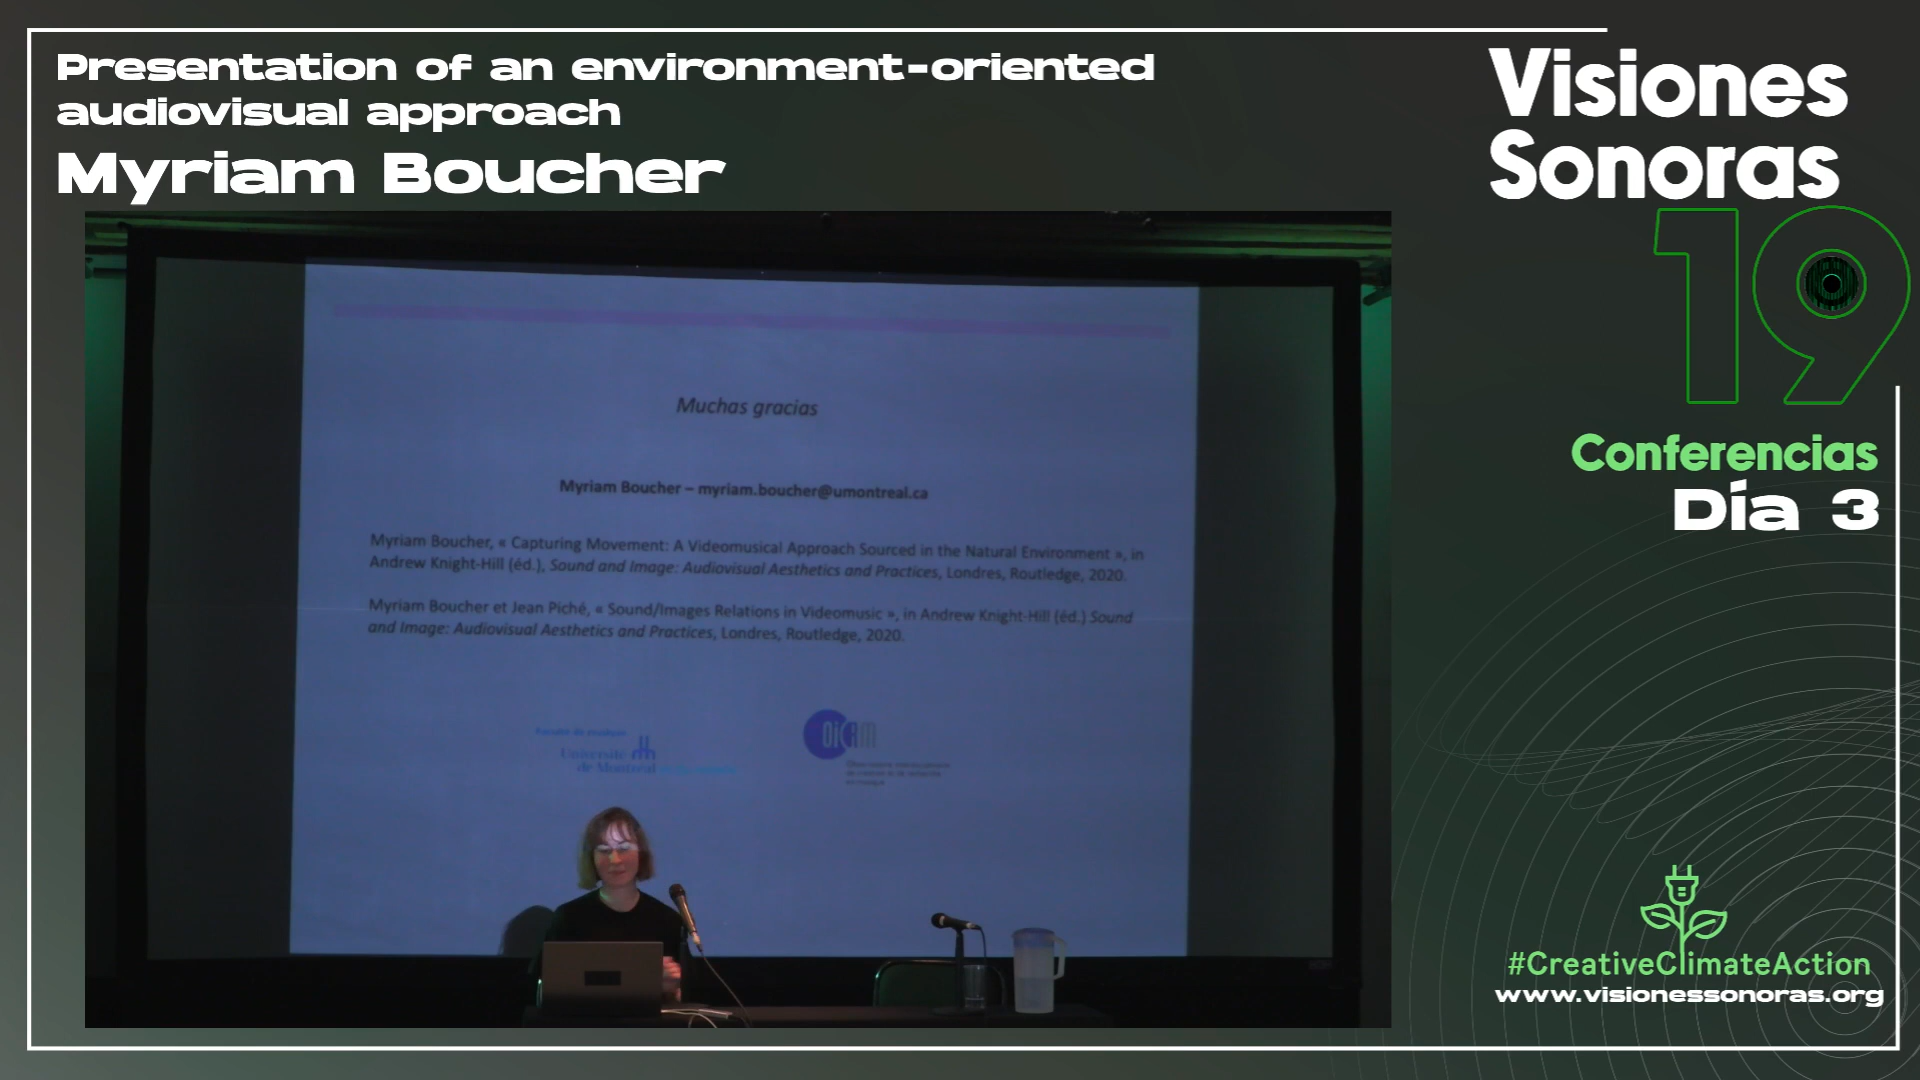 Presentation of an environment-oriented
audiovisual approach
Myriam Boucher
Visiones
Sonoras
19
Conferencias
Día 3
Muchas gracias
Myriam Boucher – myriam.boucher@umontreal.ca
Myriam Boucher, « Capturing Movement: A Videomusical Approach Sourced in the Natural Environment », in
Andrew Knight-Hill (éd.), Sound and Image: Audiovisual Aesthetics and Practices, Londres, Routledge, 2020.
Myriam Boucher et Jean Piché, « Sound/Images Relations in Videomusic », in Andrew Knight-Hill (éd.) Sound
and Image: Audiovisual Aesthetics and Practices, Londres, Routledge, 2020.
Faculté de musique
Université
de Montréal
OICRM
#CreativeClimateAction
www.visionessonoras.org